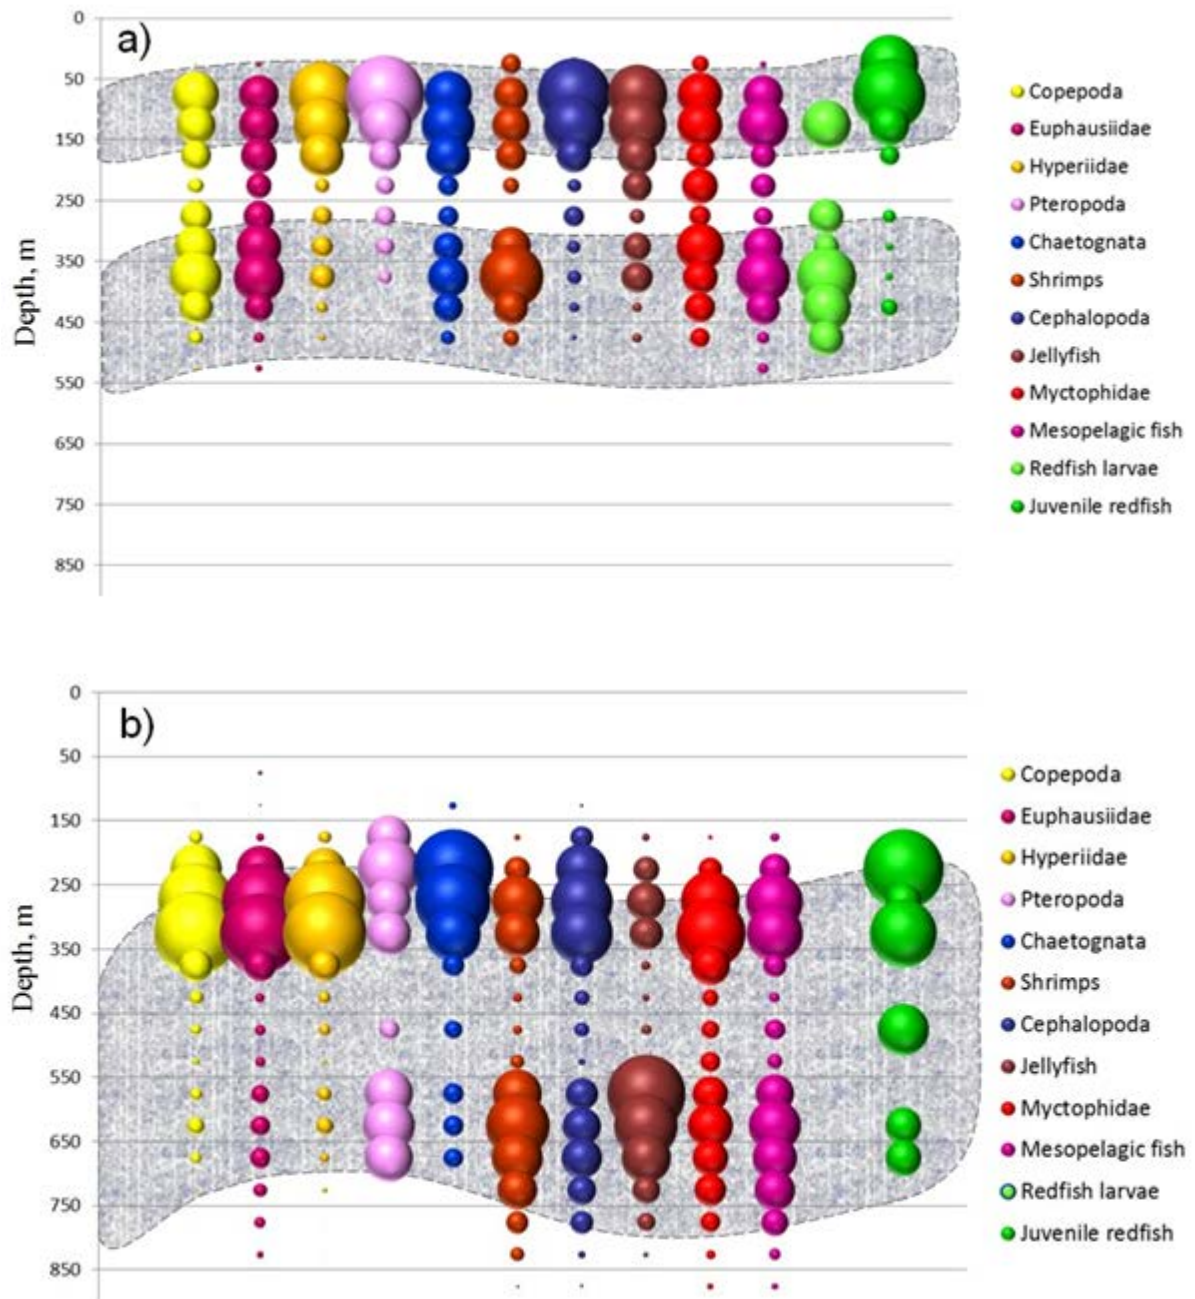 a)
Depth, m
0
50
150
250
350
450
550
650
750
850
Copepoda
Euphausiidae
Hyperiidae
Pteropoda
Chaetognata
Shrimps
Cephalopoda
Jellyfish
Myctophidae
Mesopelagic fish
Redfish larvae
Juvenile redfish
b)
Depth, m
0
50
150
250
350
450
550
650
750
850
Copepoda
Euphausiidae
Hyperiidae
Pteropoda
Chaetognata
Shrimps
Cephalopoda
Jellyfish
Myctophidae
Mesopelagic fish
Redfish larvae
Juvenile redfish